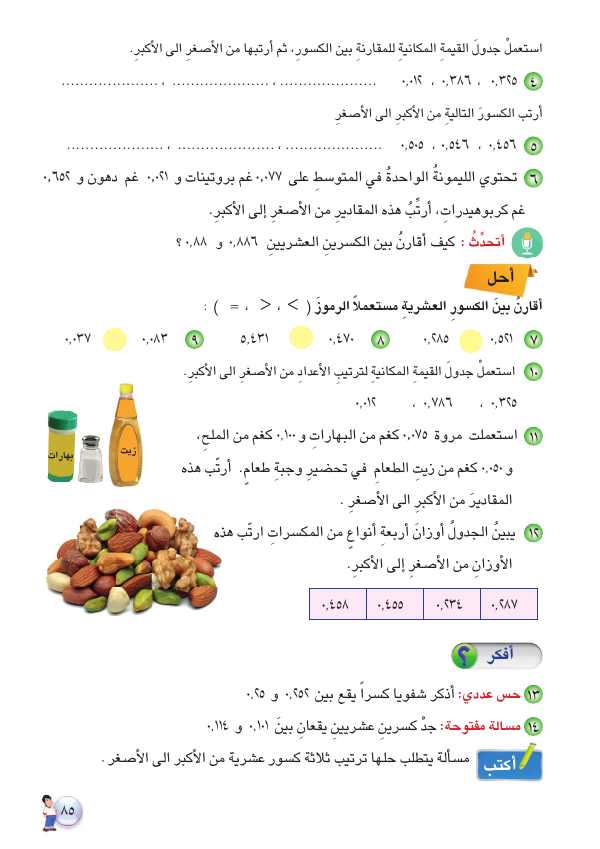 استعملُ جدولَ القيمةِ المكانيةِ للمقارنةِ بين الكسورِ، ثم أرتبها من الأصغرِ الى الأكبرِ.
٤ ٠,٣٢٥ ، ٠,٣٨٦ ، ٠,٠١٢ ..................... ، ..................... ، .....................
أرتب الكسورَ التاليةِ من الأكبرِ الى الأصغرِ
٥ ٠,٤٥٦ ، ٠,٥٤٦ ، ٠,٥٠٥ ..................... ، ..................... ، .....................
٦ تحتوي الليمونةُ الواحدةُ في المتوسطِ على ٠,٠٧٧ غم بروتينات و ٠,٠٢١ غم دهون و ٠,٦٥٢
غم كربوهيدرات، أرتِّبُ هذه المقاديرِ من الأصغرِ إلى الأكبرِ.
أتحدَّثُ : كيف أقارنُ بين الكسرينِ العشريينِ ٠,٨٨٦ و ٠,٨٨ ؟
أحل
أقارنُ بينَ الكسورِ العشريةِ مستعملاً الرموزَ ( < ، > ، = ) :
٧ ٠,٥٢١ ٠,٢٨٥ ٨ ٠,٤٧٠ ٥,٤٣١ ٩ ٠,٠٨٣ ٠,٠٣٧
١٠ استعملُ جدولَ القيمةِ المكانيةِ لترتيبِ الأعدادِ من الأصغرِ الى الأكبرِ.
٠,٣٢٥ ، ٠,٧٨٦ ، ٠,٠١٢
١١ استعملت مروة ٠,٠٧٥ كغم من البهاراتِ و ٠,١٠٠ كغم من الملحِ،
و ٠,٠٥٠ كغم من زيتِ الطعامِ في تحضيرِ وجبةِ طعامٍ. أرتّب هذه
المقاديرَ من الأكبرِ الى الأصغرِ .
زيت
بهارات
١٢ يبينُ الجدولُ أوزانَ أربعةِ أنواعٍ من المكسراتِ ارتّب هذه
الأوزانِ من الأصغرِ إلى الأكبرِ.
٠,٢٨٧ ٠,٢٣٤ ٠,٤٥٥ ٠,٤٥٨
أفكر ؟
١٣ حس عددي: أذكر شفويا كسراً يقع بين ٠,٢٥٢ و ٠,٢٥
١٤ مسالة مفتوحة: جدُ كسرينِ عشريينِ يقعانِ بينَ ٠,١٠١ و ٠,١١٤
أكتب مسألة يتطلب حلها ترتيب ثلاثة كسور عشرية من الأكبر الى الأصغر .
٨٥